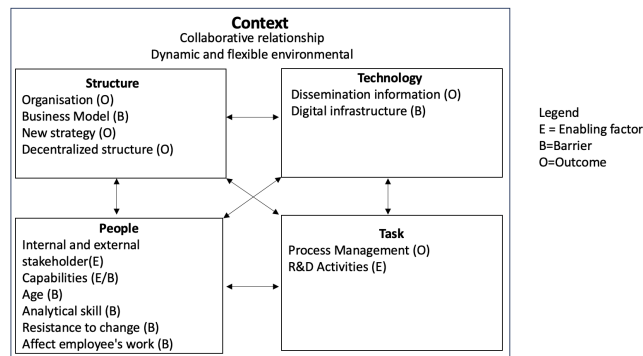 Context
Collaborative relationship
Dynamic and flexible environmental
Structure
Organisation (O)
Business Model (B)
New strategy (O)
Decentralized structure (O)
Technology
Dissemination information (O)
Digital infrastructure (B)
People
Internal and external
stakeholder(E)
Capabilities (E/B)
Age (B)
Analytical skill (B)
Resistance to change (B)
Affect employee's work (B)
Task
Process Management (O)
R&D Activities (E)
Legend
E = Enabling factor
B=Barrier
O=Outcome